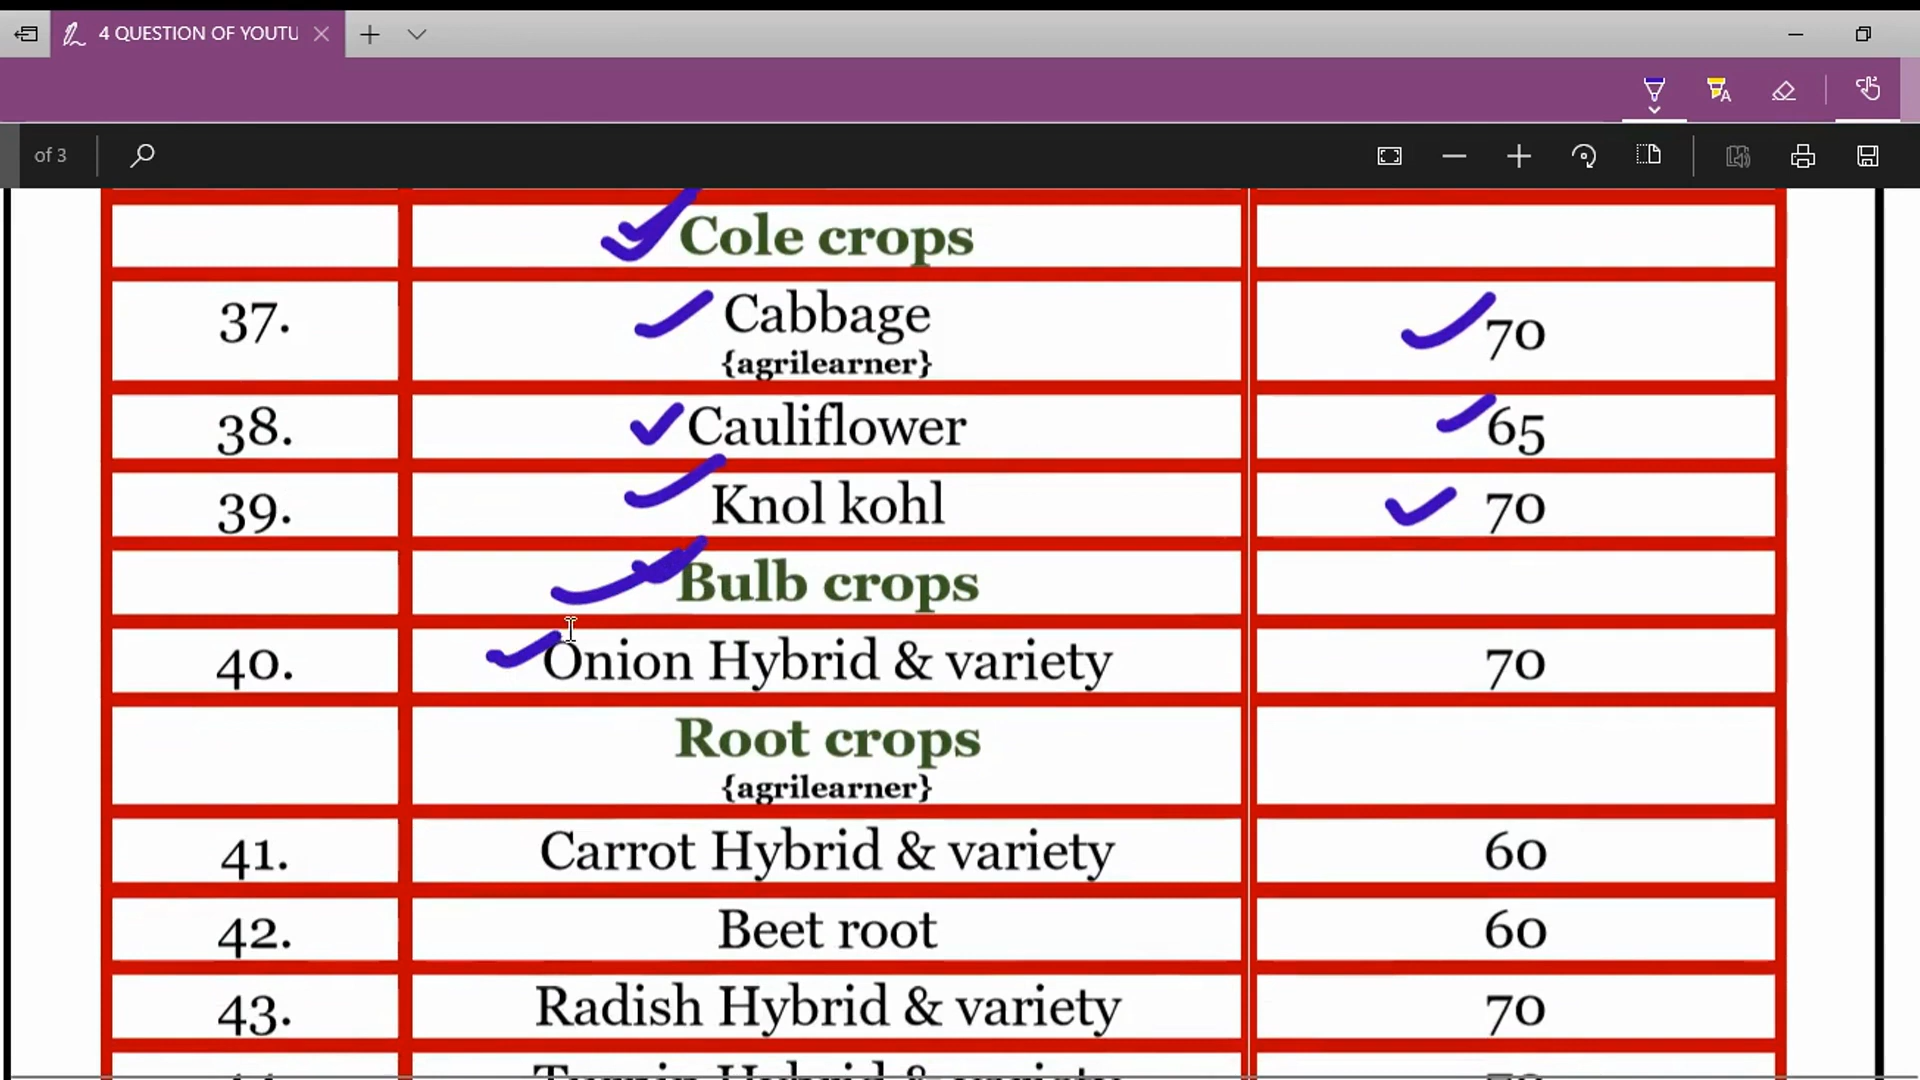 4 QUESTION OF YOUTU
of 3
Cole crops
37. Cabbage 70
{agrilearner}
38. Cauliflower 65
39. Knol kohl 70
Bulb crops
40. Onion Hybrid & variety 70
Root crops
{agrilearner}
41. Carrot Hybrid & variety 60
42. Beet root 60
43. Radish Hybrid & variety 70